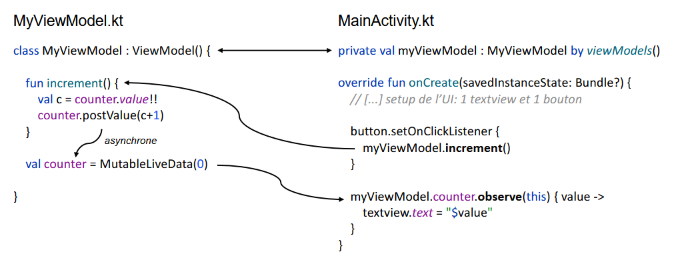 MyViewModel.kt
class MyViewModel : ViewModel() {
fun increment() {
val c = counter.value!!
counter.postValue(c+1)
}
asynchrone
val counter = MutableLiveData(0)
}
MainActivity.kt
private val myViewModel : MyViewModel by viewModels()
override fun onCreate(savedInstanceState: Bundle?) {
// [...] setup de l'UI: 1 textview et 1 bouton
button.setOnClickListener {
myViewModel.increment()
}
myViewModel.counter.observe(this) { value ->
textview.text = "$value"
}
}